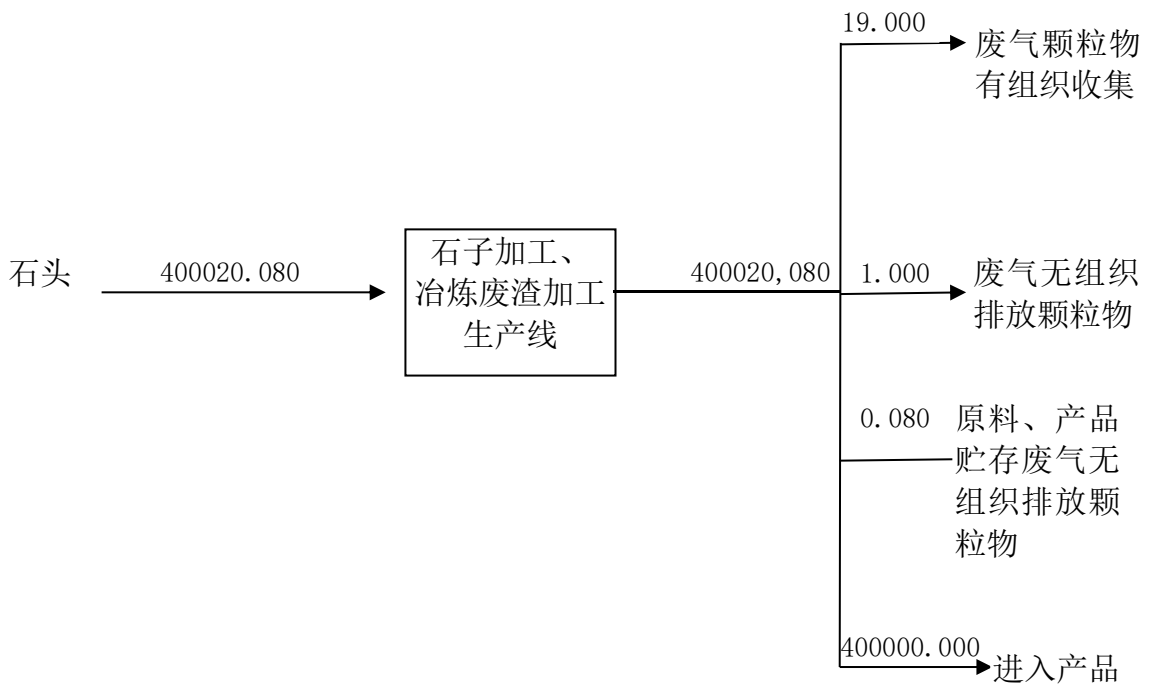 19.000
废气颗粒物
有组织收集
石头
400020.080
石子加工、
冶炼废渣加工
生产线
400020,080
1.000
废气无组织
排放颗粒物
0.080
原料、产品
贮存废气无
组织排放颗
粒物
400000.000
进入产品